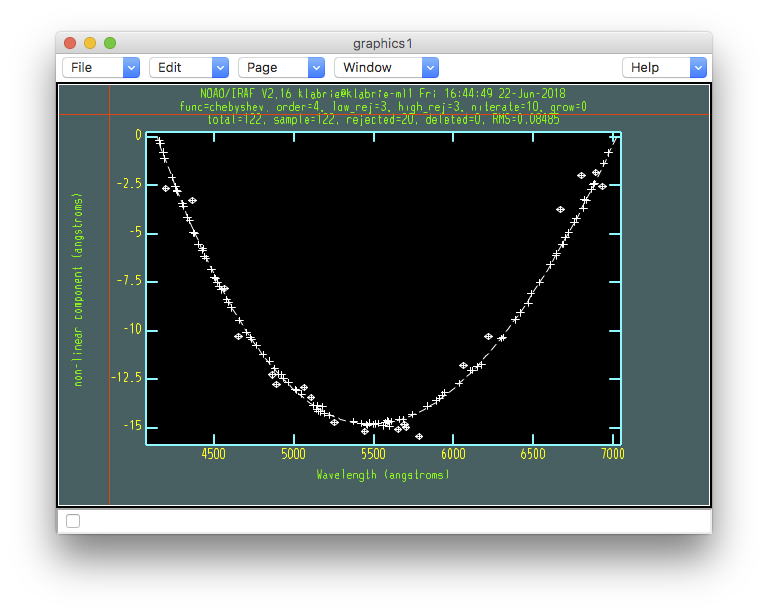 graphics1
File Edit Page Window Help
NOAO/IRAF V2.16 klabrie@klabrie-ml1 Fri 16:44:49 22-Jun-2018
func=chebyshev, order=4, low_rej=3, high_rej=3, niterate=10, grow=0
total=122, sample=122, rejected=20, deleted=0, RMS=0.08485
0
-2.5
-5
-7.5
-10
-12.5
-15
non-linear component (angstroms)
4500 5000 5500 6000 6500 7000
Wavelength (angstroms)